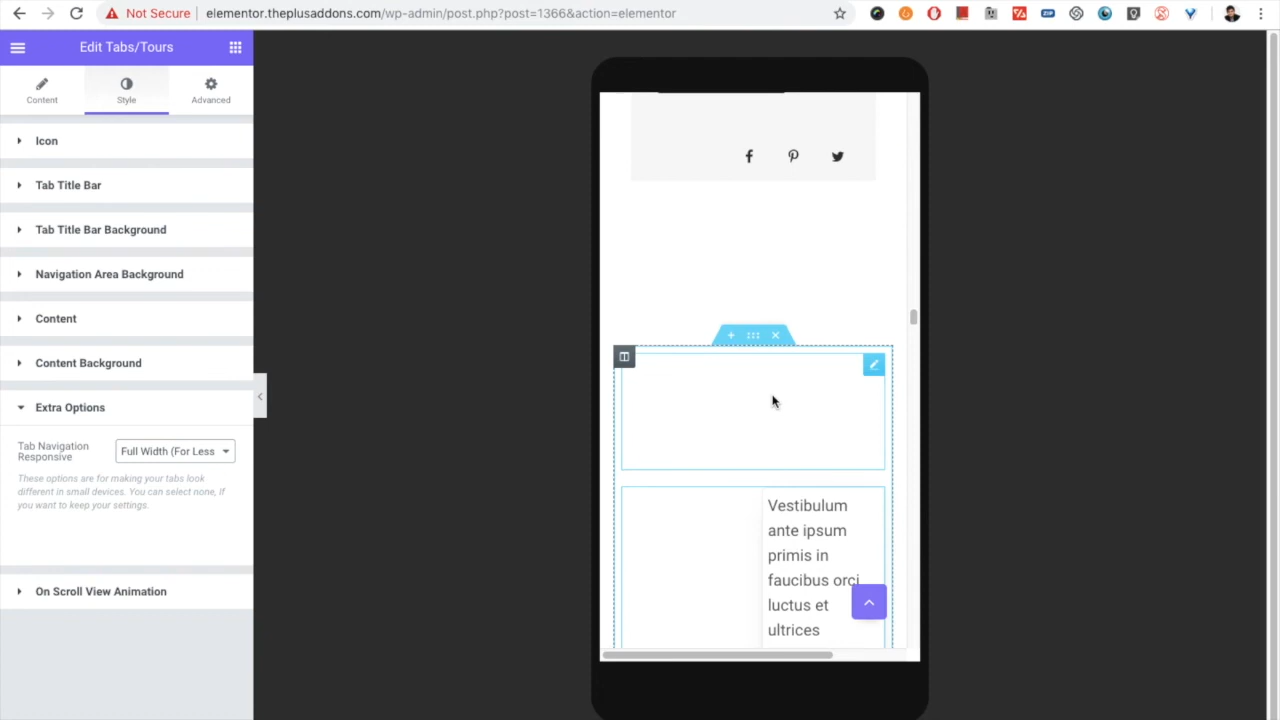 Not Secure elementor.theplusaddons.com/wp-admin/post.php?post=1366&action=elementor
ZIP
Edit Tabs/Tours
Content Style Advanced
Icon
Tab Title Bar
Tab Title Bar Background
Navigation Area Background
Content
Content Background
Extra Options
Tab Navigation
Responsive
Full Width (For Less
These options are for making your tabs look
different in small devices. You can select none, if
you want to keep your settings.
On Scroll View Animation
Vestibulum
ante ipsum
primis in
faucibus orci
luctus et
ultrices